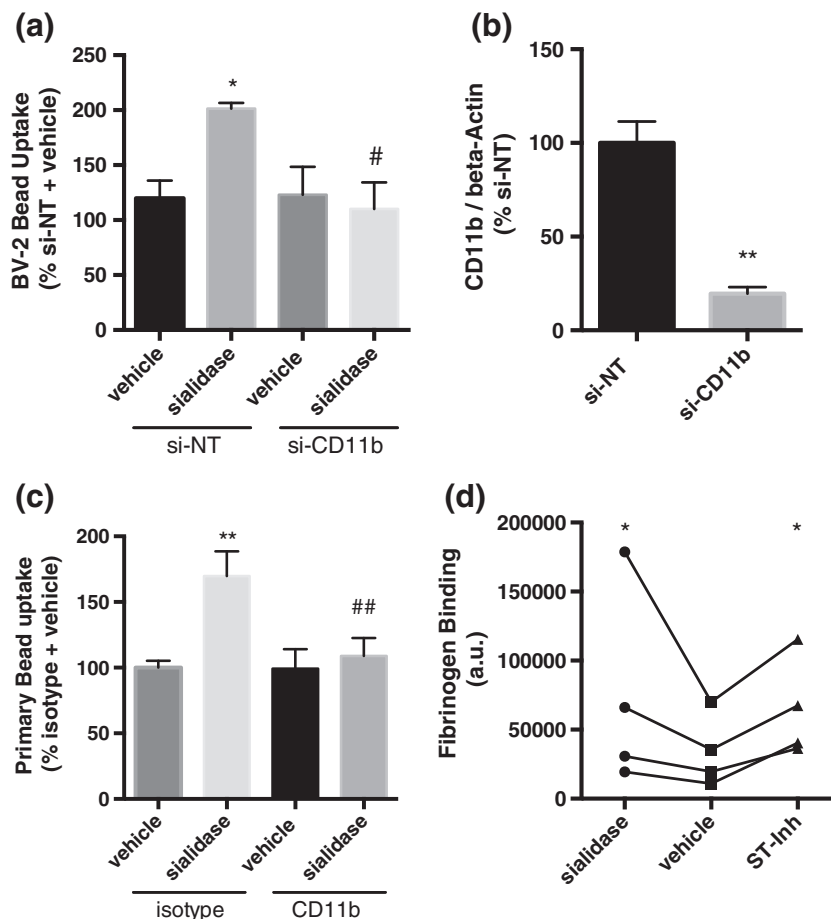 (a)
BV-2 Bead Uptake
(% si-NT + vehicle)
250
200
150
100
50
0
*
#
vehicle
sialidase
vehicle
sialidase
si-NT
si-CD11b
(b)
CD11b / beta-Actin
(% si-NT)
150
100
50
0
**
si-NT
si-CD11b
(c)
Primary Bead uptake
(% isotype + vehicle)
200
150
100
50
0
**
##
vehicle
sialidase
vehicle
sialidase
isotype
CD11b
(d)
Fibrinogen Binding
(a.u.)
200000
150000
100000
50000
0
*
*
sialidase
vehicle
ST-Inh